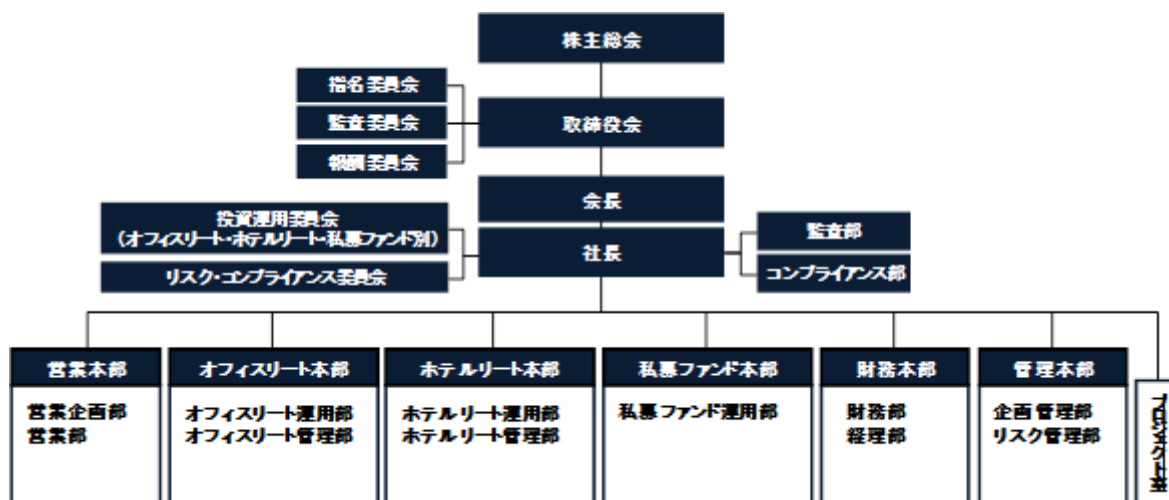 株主総会
指名委員会
監査委員会
報酬委員会
取締役会
会長
投資運用委員会
（オフィスリート・ホテルリート・私募ファンド別）
リスク・コンプライアンス委員会
社長
監査部
コンプライアンス部
営業本部
営業企画部
営業部
オフィスリート本部
オフィスリート運用部
オフィスリート管理部
ホテルリート本部
ホテルリート運用部
ホテルリート管理部
私募ファンド本部
私募ファンド運用部
財務本部
財務部
経理部
管理本部
企画管理部
リスク管理部
プロジェクト室